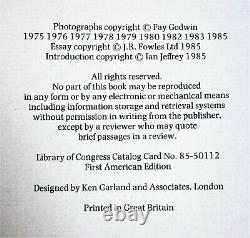 Photographs copyright © Fay Godwin
1975 1976 1977 1978 1979 1980 1982 1983 1985
Essay copyright © J.R. Fowles Ltd 1985
Introduction copyright © Ian Jeffrey 1985
All rights reserved.
No part of this book may be reproduced
in any form or by any electronic or mechanical means
including information storage and retrieval systems
without permission in writing from the publisher,
except by a reviewer who may quote
brief passages in a review.
Library of Congress Catalog Card No. 85-50112
First American Edition
Designed by Ken Garland and Associates, London
Printed in Great Britain